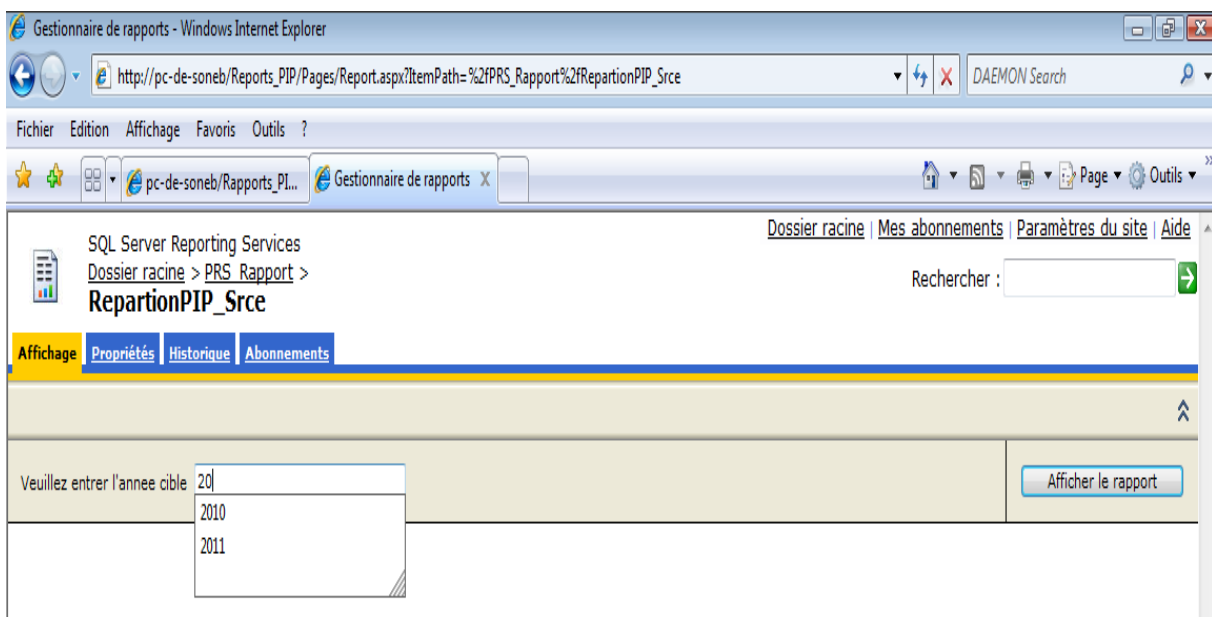 Gestionnaire de rapports - Windows Internet Explorer
http://pc-de-soneb/Reports_PIP/Pages/Report.aspx?ItemPath=%2fPRS_Rapport%2fRepartionPIP_Srce
DAEMON Search
Fichier Edition Affichage Favoris Outils ?
pc-de-soneb/Rapports_PI... Gestionnaire de rapports X Page Outils
Dossier racine | Mes abonnements | Paramètres du site | Aide
SQL Server Reporting Services
Dossier racine > PRS_Rapport >
Rechercher :
RepartionPIP_Srce
Affichage Propriétés Historique Abonnements
Veuillez entrer l'annee cible 20 Afficher le rapport
2010
2011